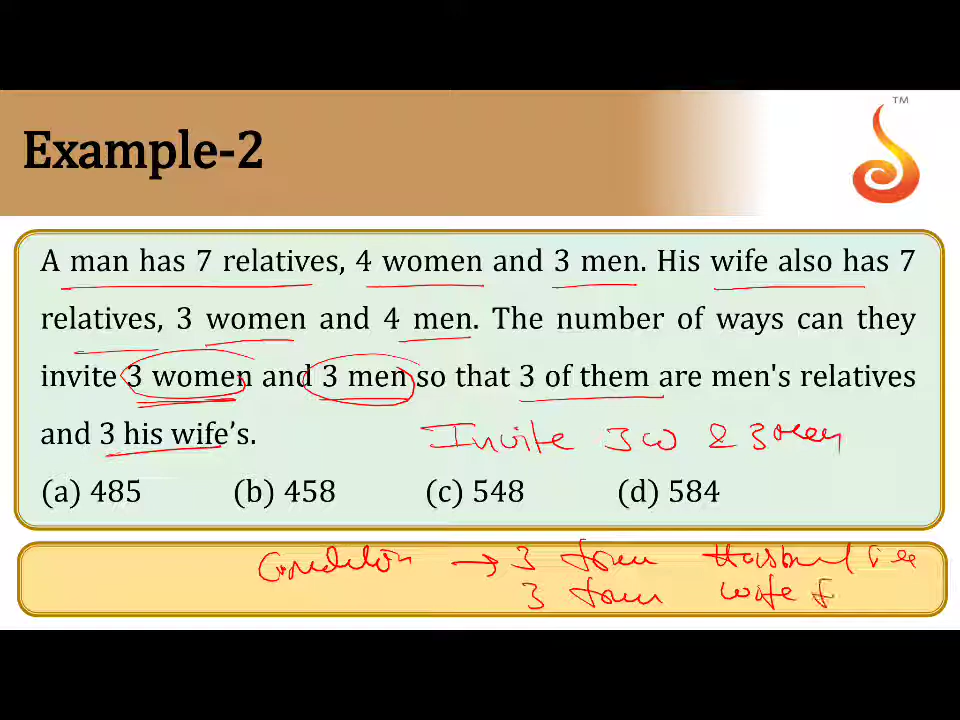 TM
Example-2
A man has 7 relatives, 4 women and 3 men. His wife also has 7
relatives, 3 women and 4 men. The number of ways can they
invite 3 women and 3 men so that 3 of them are men's relatives
and 3 his wife's.
Invite 3 W & 3 Men
(a) 485 (b) 458 (c) 548 (d) 584
Condition → 3 from Husband
3 from wife